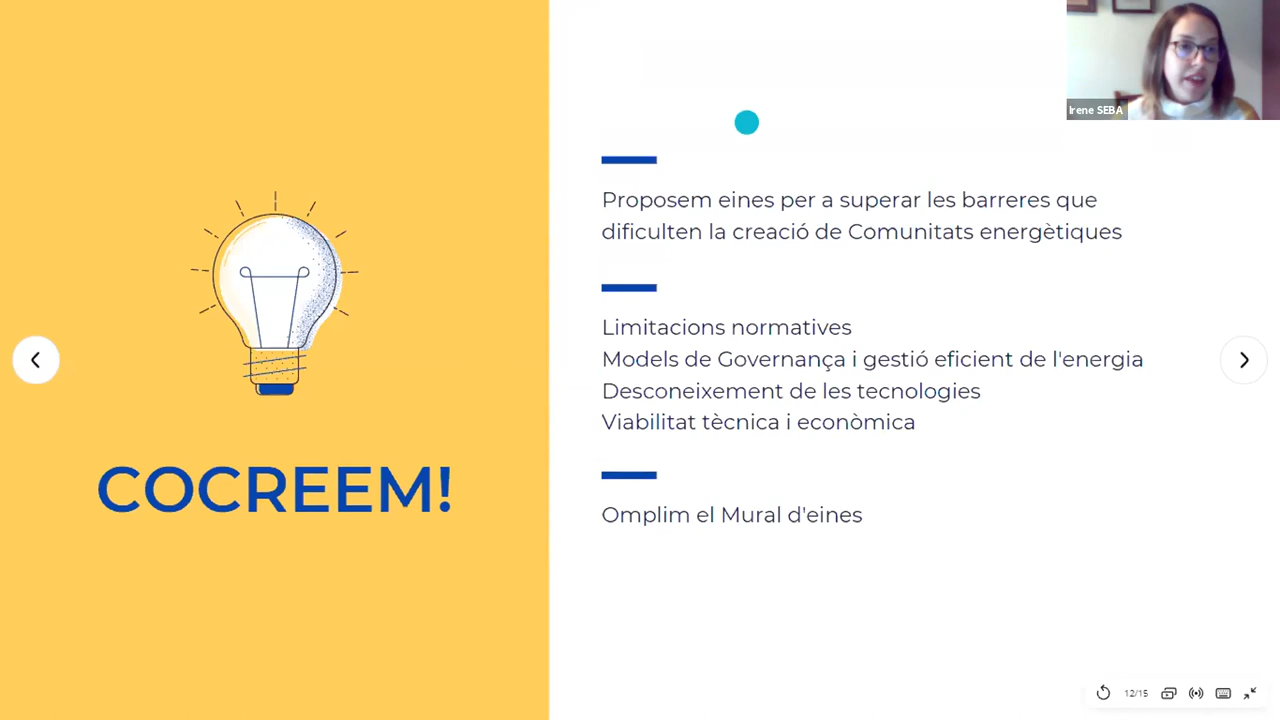 Irene SEBA
COCREEM!
Proposem eines per a superar les barreres que
dificulten la creació de Comunitats energètiques
Limitacions normatives
Models de Governança i gestió eficient de l'energia
Desconeixement de les tecnologies
Viabilitat tècnica i econòmica
Omplim el Mural d'eines
12/15